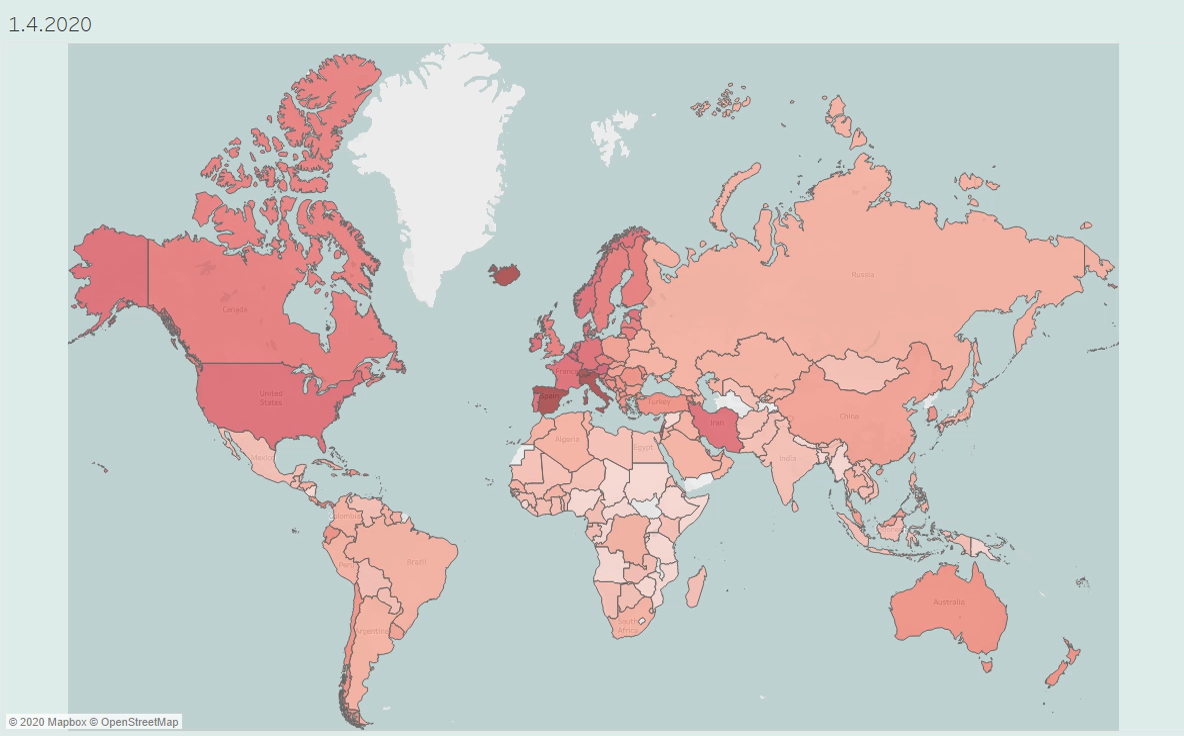 1.4.2020
Canada
Russia
United
States
France
Spain
Turkey
Iran
China
Algeria
Egypt
India
Mexico
Colombia
Brazil
Peru
Australia
Argentina
South
Africa
© 2020 Mapbox © OpenStreetMap